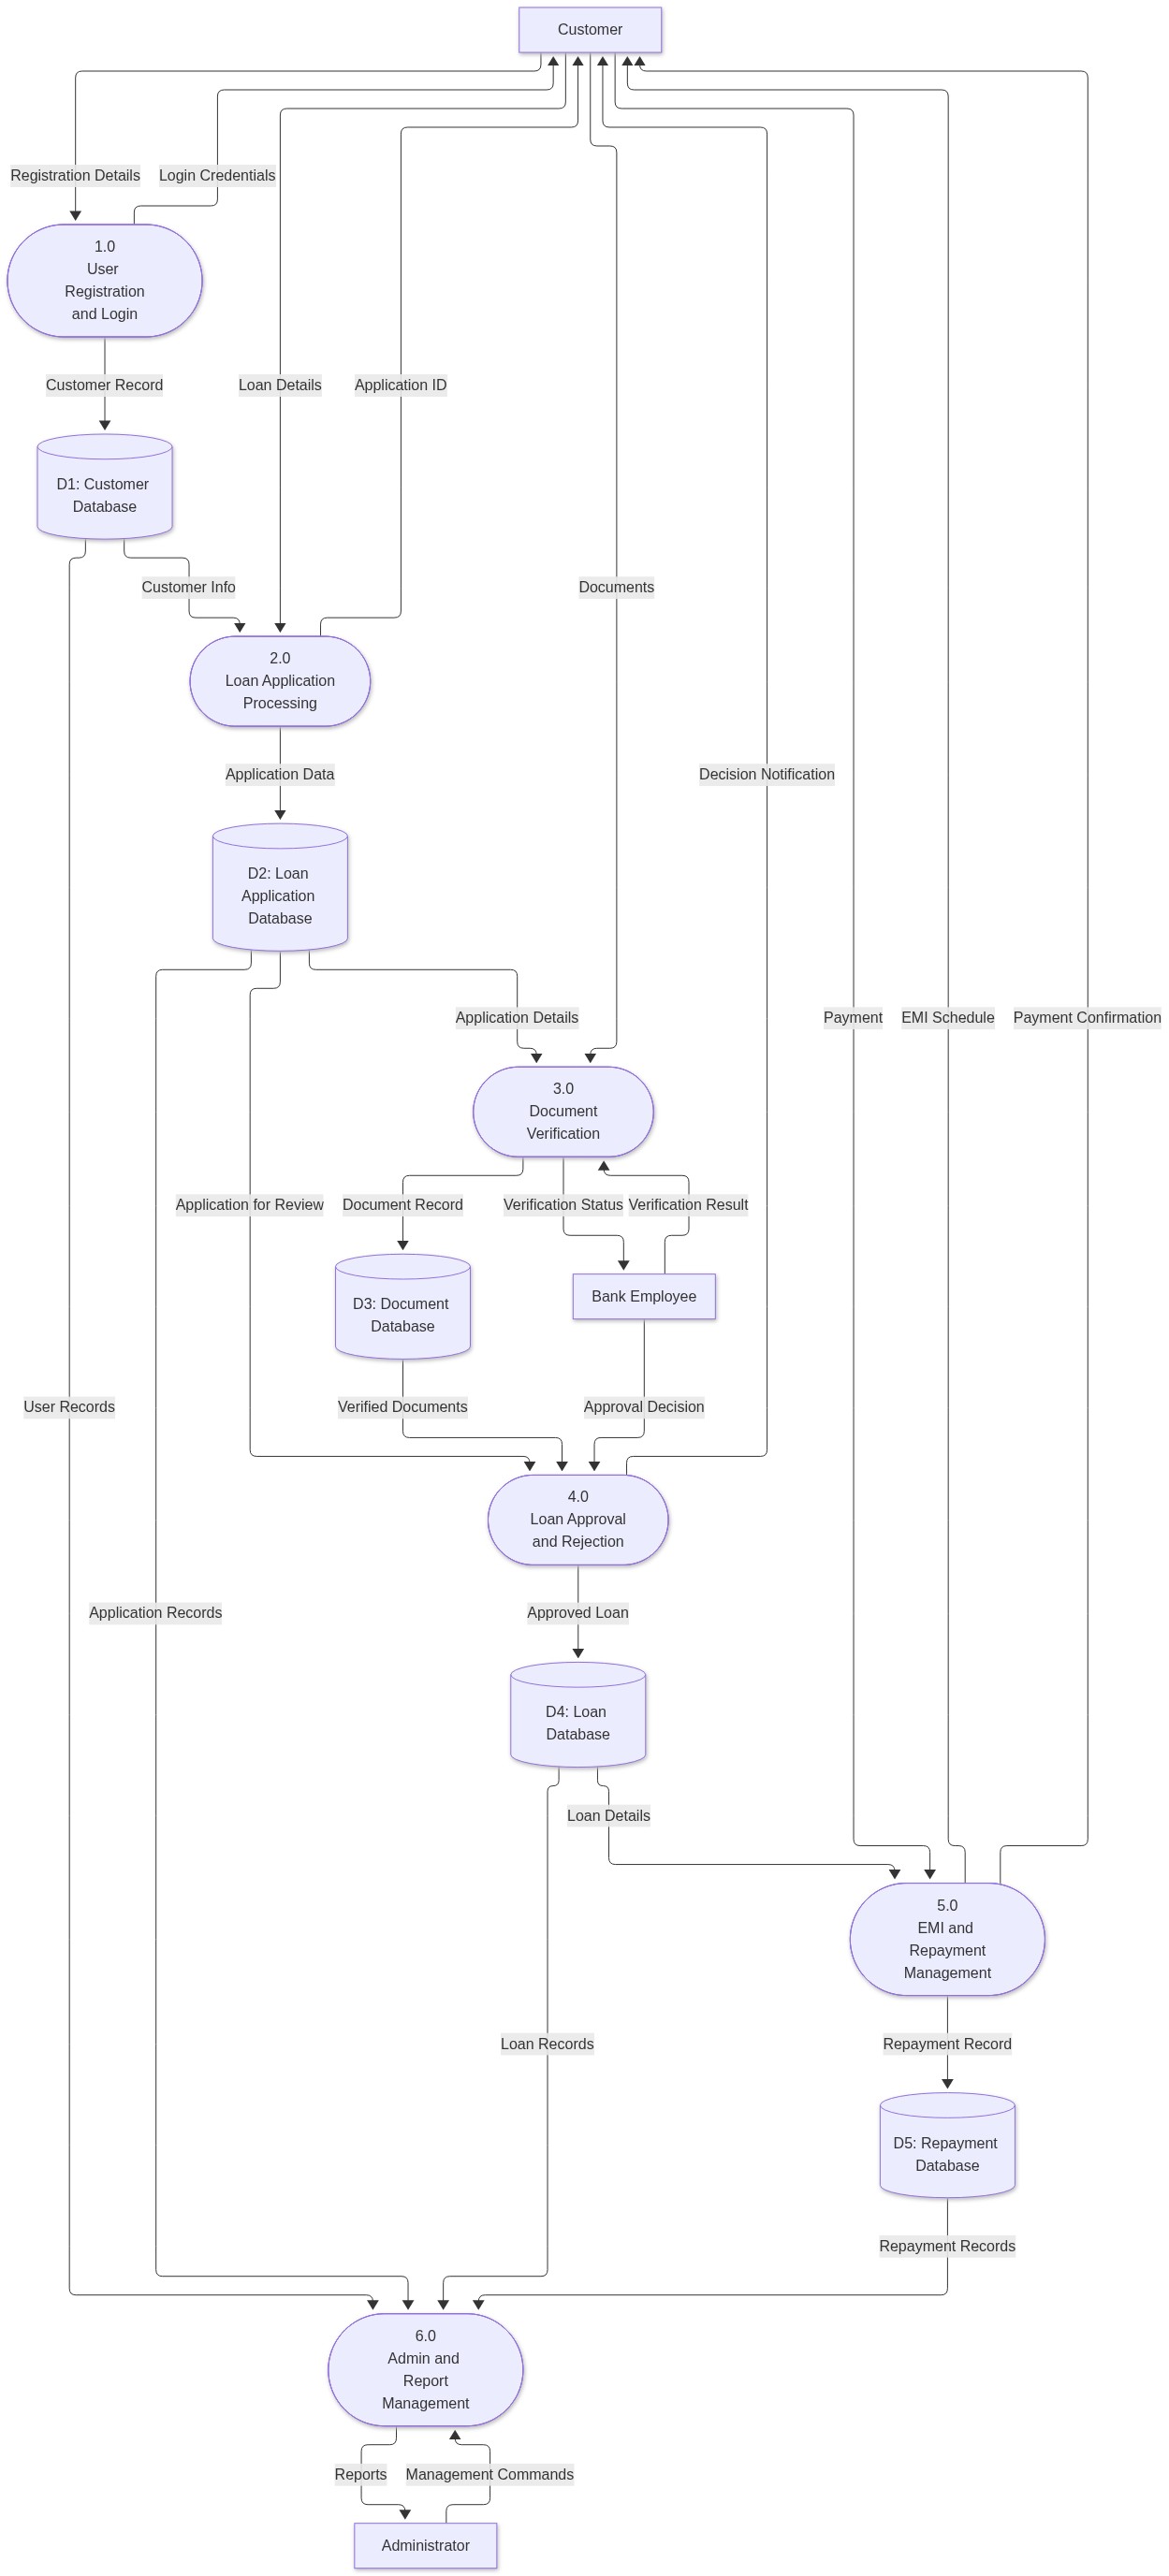 Customer
Registration Details
Login Credentials
1.0
User
Registration
and Login
Customer Record
Loan Details
Application ID
D1: Customer
Database
Customer Info
Documents
2.0
Loan Application
Processing
Application Data
Decision Notification
D2: Loan
Application
Database
Application Details
Payment
EMI Schedule
Payment Confirmation
3.0
Document
Verification
Application for Review
Document Record
Verification Status
Verification Result
D3: Document
Database
Bank Employee
User Records
Verified Documents
Approval Decision
4.0
Loan Approval
and Rejection
Application Records
Approved Loan
D4: Loan
Database
Loan Details
5.0
EMI and
Repayment
Management
Loan Records
Repayment Record
D5: Repayment
Database
Repayment Records
6.0
Admin and
Report
Management
Reports
Management Commands
Administrator